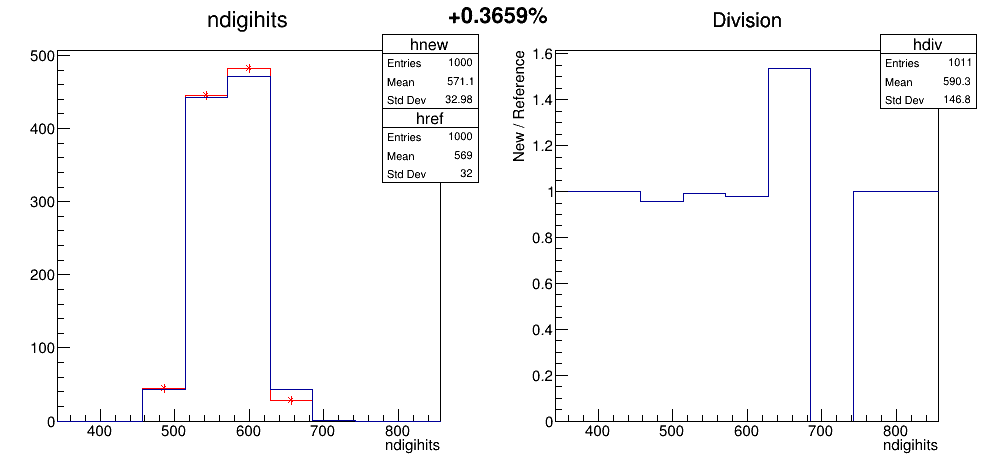 +0.3659%
ndigihits
hnew
Entries 1000
Mean 571.1
Std Dev 32.98
href
Entries 1000
Mean 569
Std Dev 32
500
400
300
200
100
0
400 500 600 700 800
ndigihits
Division
hdiv
Entries 1011
Mean 590.3
Std Dev 146.8
New / Reference
1.6
1.4
1.2
1
0.8
0.6
0.4
0.2
0
400 500 600 700 800
ndigihits